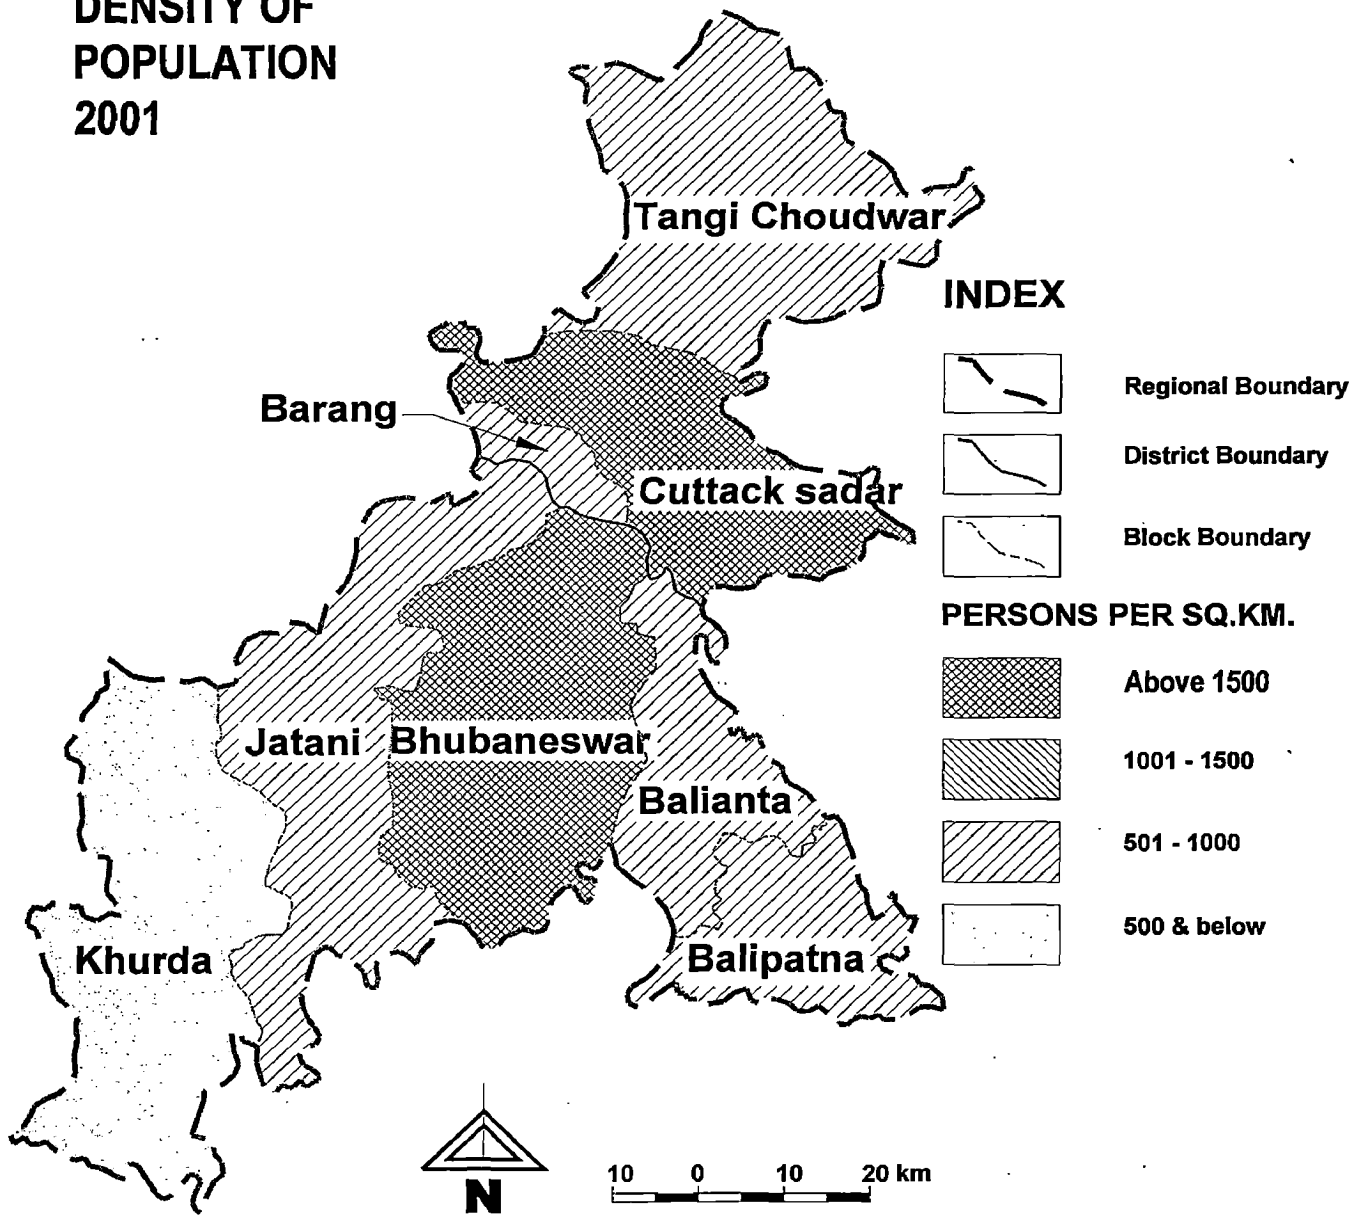 DENSITY OF
POPULATION
2001
Tangi Choudwar
INDEX
Barang
Regional Boundary
District Boundary
Cuttack sadar
Block Boundary
PERSONS PER SQ.KM.
Above 1500
Jatani
Bhubaneswar
1001 - 1500
Balianta
501 - 1000
500 & below
Khurda
Balipatna
N
10 0 10 20 km